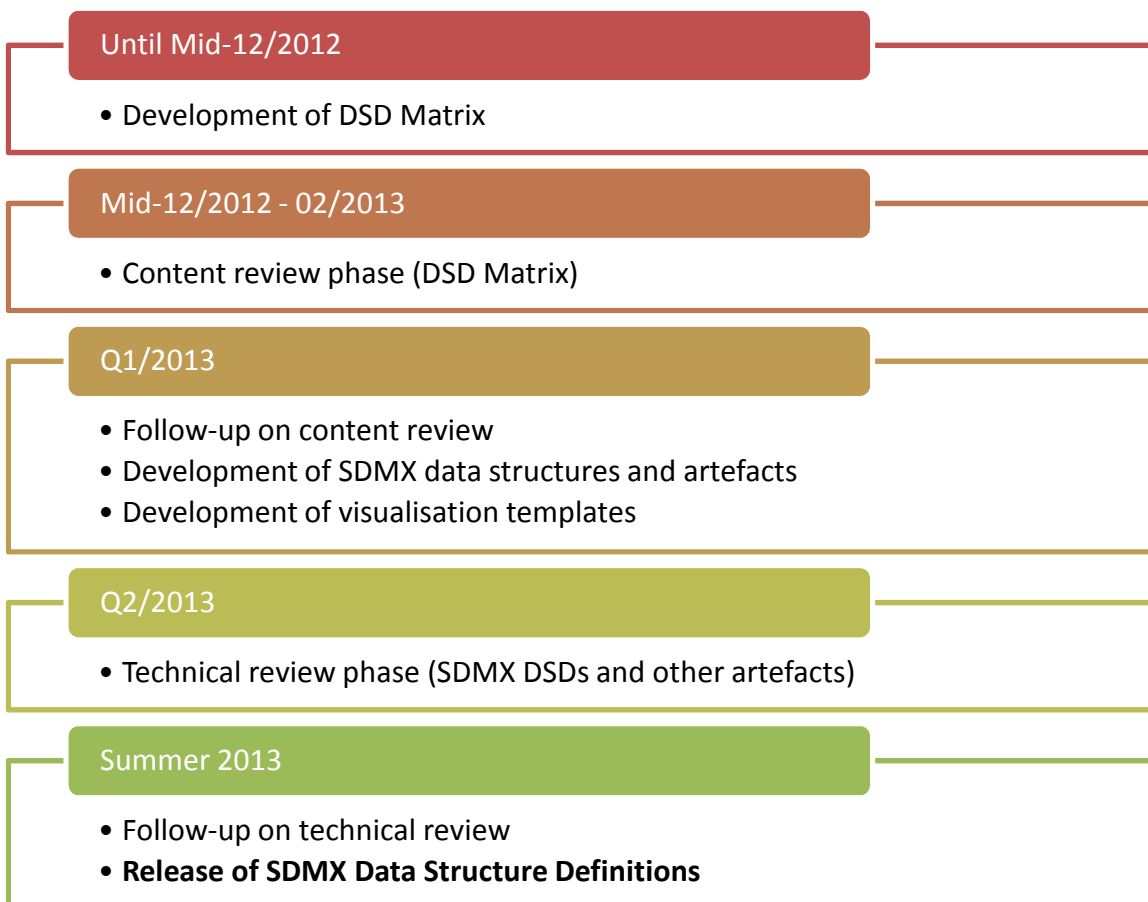 Until Mid-12/2012
• Development of DSD Matrix
Mid-12/2012 - 02/2013
• Content review phase (DSD Matrix)
Q1/2013
• Follow-up on content review
• Development of SDMX data structures and artefacts
• Development of visualisation templates
Q2/2013
• Technical review phase (SDMX DSDs and other artefacts)
Summer 2013
• Follow-up on technical review
• Release of SDMX Data Structure Definitions